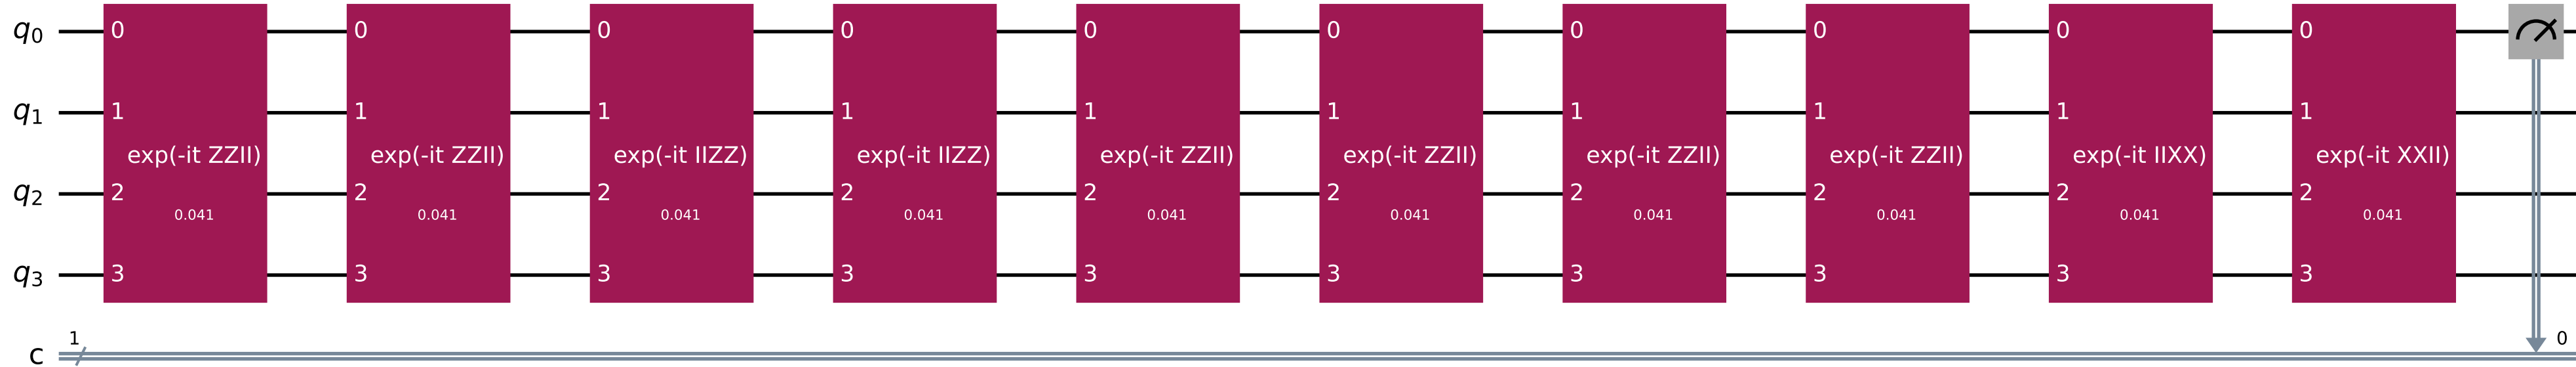 q0 0 0 0 0 0 0 0 0 0 0
q1 1 1 1 1 1 1 1 1 1 1
exp(-it ZZII) exp(-it ZZII) exp(-it IIZZ) exp(-it IIZZ) exp(-it ZZII) exp(-it ZZII) exp(-it ZZII) exp(-it ZZII) exp(-it IIXX) exp(-it XXII)
q2 2 2 2 2 2 2 2 2 2 2
0.041 0.041 0.041 0.041 0.041 0.041 0.041 0.041 0.041 0.041
q3 3 3 3 3 3 3 3 3 3 3
1 0
c